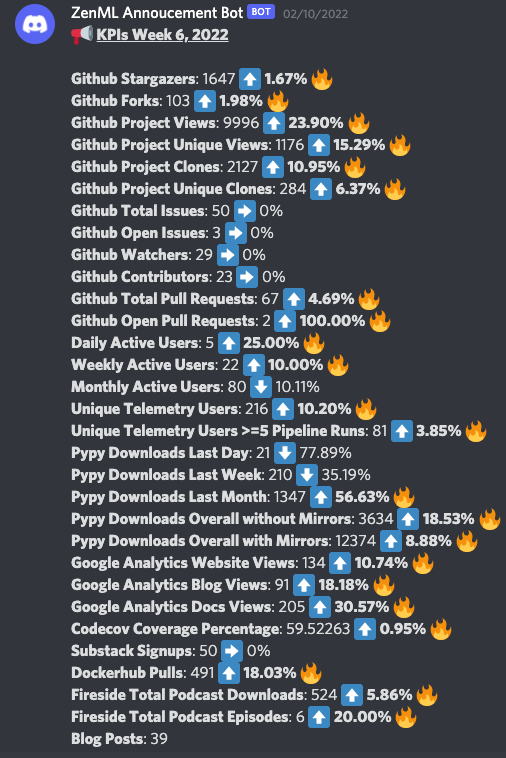 ZenML Annoucement Bot BOT 02/10/2022
📢 KPIs Week 6, 2022
Github Stargazers: 1647 ⬆️ 1.67% 🔥
Github Forks: 103 ⬆️ 1.98% 🔥
Github Project Views: 9996 ⬆️ 23.90% 🔥
Github Project Unique Views: 1176 ⬆️ 15.29% 🔥
Github Project Clones: 2127 ⬆️ 10.95% 🔥
Github Project Unique Clones: 284 ⬆️ 6.37% 🔥
Github Total Issues: 50 ➡️ 0%
Github Open Issues: 3 ➡️ 0%
Github Watchers: 29 ➡️ 0%
Github Contributors: 23 ➡️ 0%
Github Total Pull Requests: 67 ⬆️ 4.69% 🔥
Github Open Pull Requests: 2 ⬆️ 100.00% 🔥
Daily Active Users: 5 ⬆️ 25.00% 🔥
Weekly Active Users: 22 ⬆️ 10.00% 🔥
Monthly Active Users: 80 ⬇️ 10.11%
Unique Telemetry Users: 216 ⬆️ 10.20% 🔥
Unique Telemetry Users >=5 Pipeline Runs: 81 ⬆️ 3.85% 🔥
Pypy Downloads Last Day: 21 ⬇️ 77.89%
Pypy Downloads Last Week: 210 ⬇️ 35.19%
Pypy Downloads Last Month: 1347 ⬆️ 56.63% 🔥
Pypy Downloads Overall without Mirrors: 3634 ⬆️ 18.53% 🔥
Pypy Downloads Overall with Mirrors: 12374 ⬆️ 8.88% 🔥
Google Analytics Website Views: 134 ⬆️ 10.74% 🔥
Google Analytics Blog Views: 91 ⬆️ 18.18% 🔥
Google Analytics Docs Views: 205 ⬆️ 30.57% 🔥
Codecov Coverage Percentage: 59.52263 ⬆️ 0.95% 🔥
Substack Signups: 50 ➡️ 0%
Dockerhub Pulls: 491 ⬆️ 18.03% 🔥
Fireside Total Podcast Downloads: 524 ⬆️ 5.86% 🔥
Fireside Total Podcast Episodes: 6 ⬆️ 20.00% 🔥
Blog Posts: 39